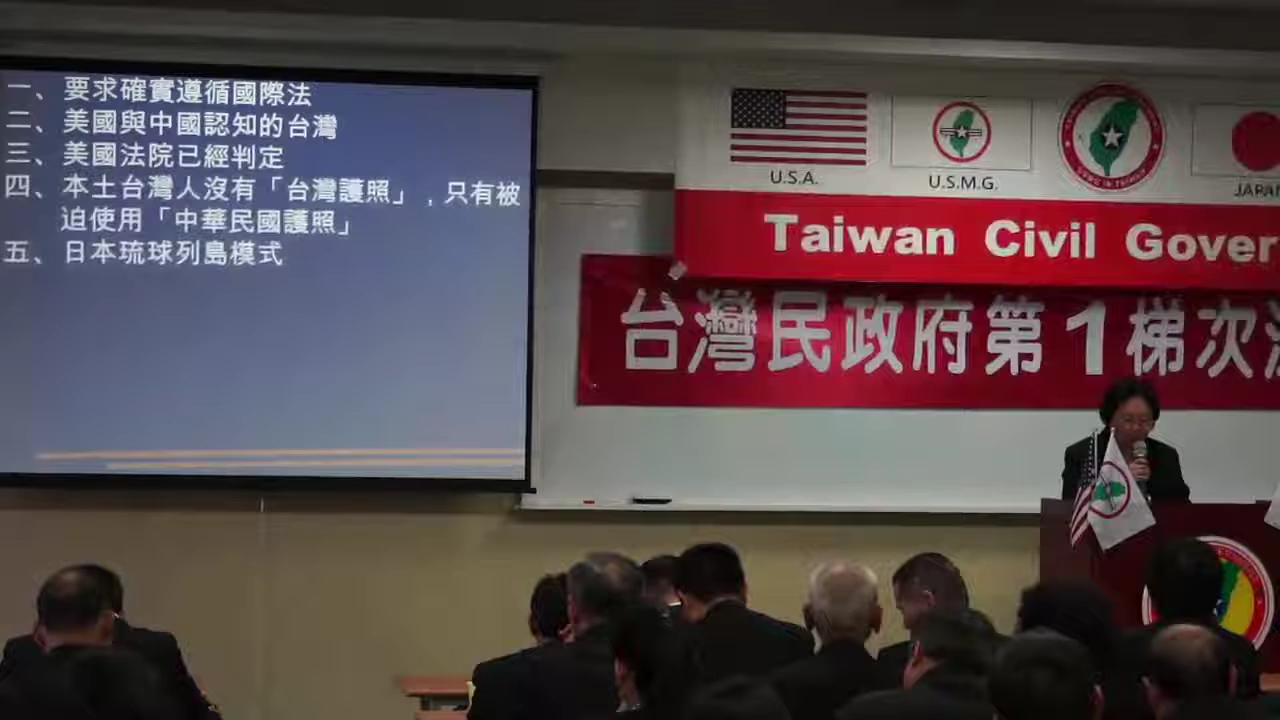 一、要求確實遵循國際法
二、美國與中國認知的台灣
三、美國法院已經判定
四、本土台灣人沒有「台灣護照」，只有被
迫使用「中華民國護照」
五、日本琉球列島模式
U.S.A.
U.S.M.G.
JAPAN
Taiwan Civil Gover
台灣民政府第1梯次